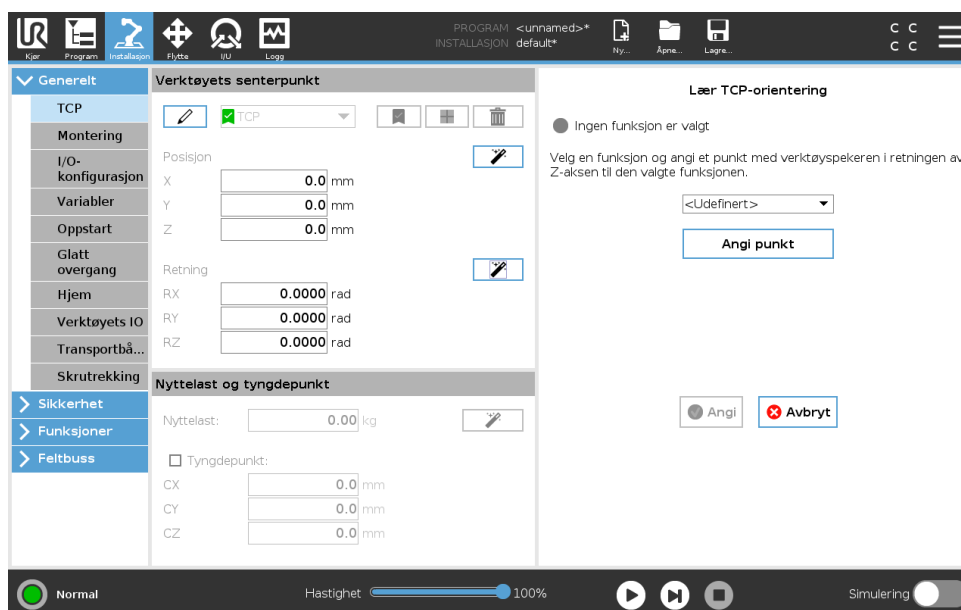 UR
Kjør
Program
Installasjon
Flytte
I/U
Logg
PROGRAM <unnamed>*
INSTALLASJON default*
Ny...
Åpne...
Lagre...
C C
C C
Generelt
TCP
Montering
I/O-
konfigurasjon
Variabler
Oppstart
Glatt
overgang
Hjem
Verktøyets IO
Transportbå...
Skrutrekking
Sikkerhet
Funksjoner
Feltbuss
Verktøyets senterpunkt
TCP
Posisjon
X 0.0 mm
Y 0.0 mm
Z 0.0 mm
Retning
RX 0.0000 rad
RY 0.0000 rad
RZ 0.0000 rad
Nyttelast og tyngdepunkt
Nyttelast: 0.00 kg
Tyngdepunkt:
CX 0.0 mm
CY 0.0 mm
CZ 0.0 mm
Lær TCP-orientering
Ingen funksjon er valgt
Velg en funksjon og angi et punkt med verktøyspekeren i retningen av
Z-aksen til den valgte funksjonen.
<Udefinert>
Angi punkt
Angi
Avbryt
Normal
Hastighet 100%
Simulering